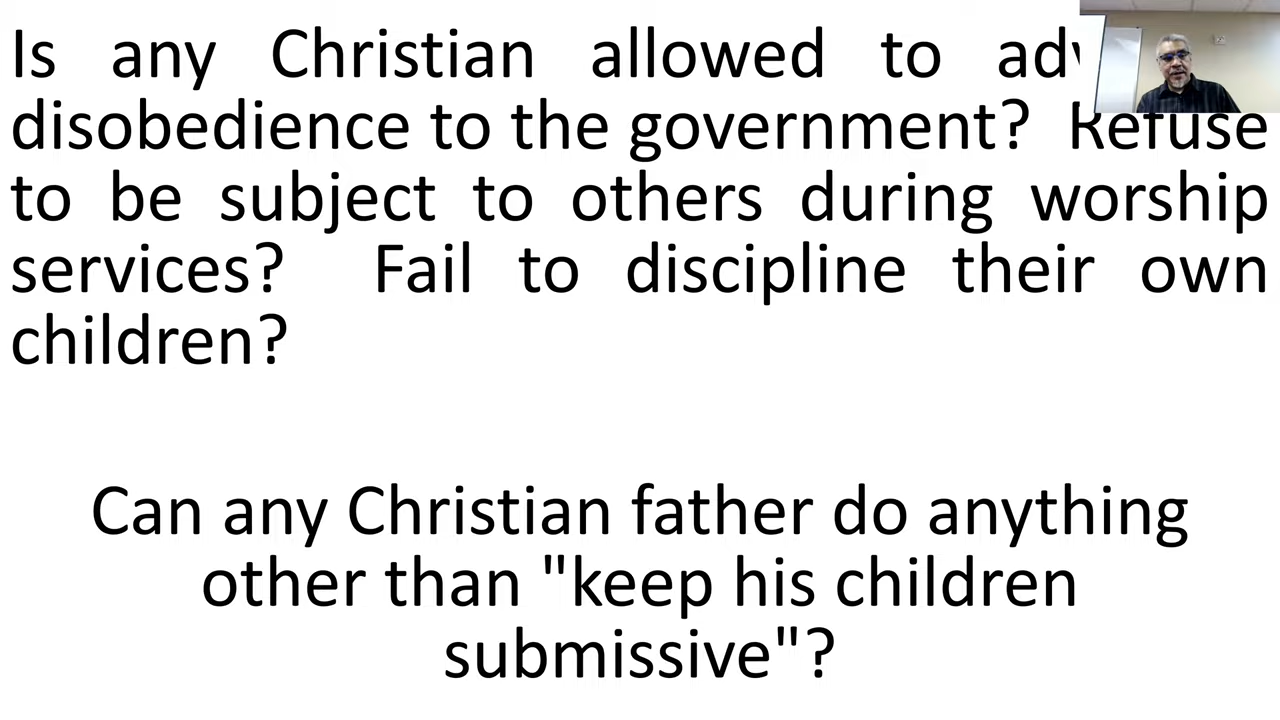 Is any Christian allowed to
disobedience to the government? Refuse
to be subject to others during worship
services? Fail to discipline their own
children?
Can any Christian father do anything
other than "keep his children
submissive"?